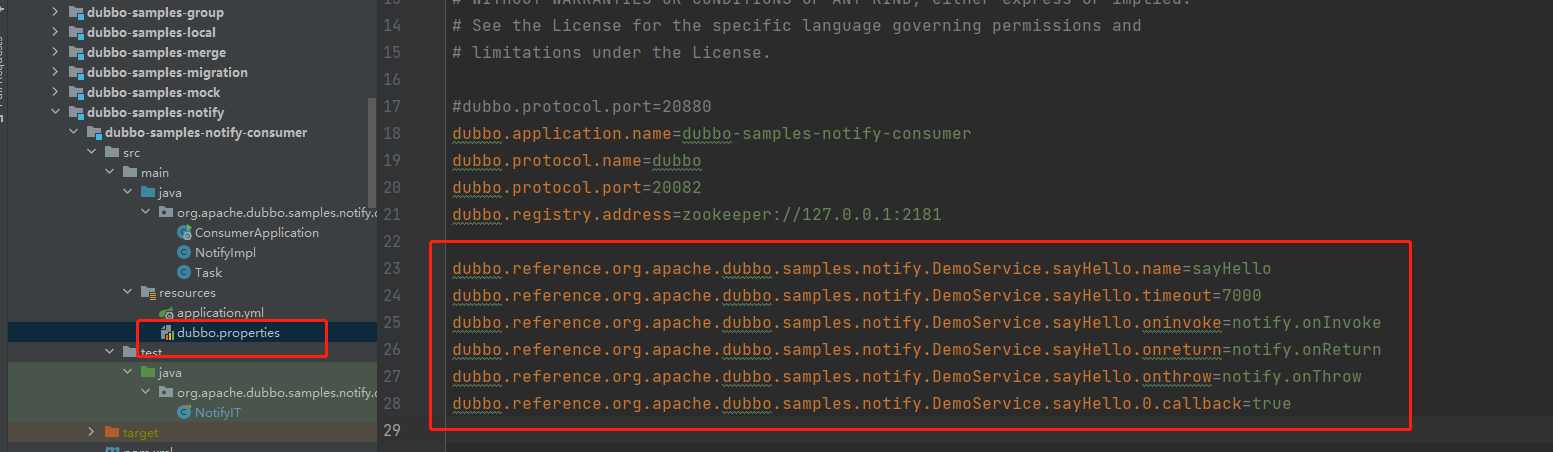 dubbo-samples-group
dubbo-samples-local
dubbo-samples-merge
dubbo-samples-migration
dubbo-samples-mock
dubbo-samples-notify
dubbo-samples-notify-consumer
src
main
java
org.apache.dubbo.samples.notify.c
ConsumerApplication
NotifyImpl
Task
resources
application.yml
dubbo.properties
test
java
org.apache.dubbo.samples.notify.c
NotifyIT
target
pom.xml
13 # WITHOUT WARRANTIES OR CONDITIONS OF ANY KIND, either express or implied.
14 # See the License for the specific language governing permissions and
15 # limitations under the License.
16
17 #dubbo.protocol.port=20880
18 dubbo.application.name=dubbo-samples-notify-consumer
19 dubbo.protocol.name=dubbo
20 dubbo.protocol.port=20082
21 dubbo.registry.address=zookeeper://127.0.0.1:2181
22
23 dubbo.reference.org.apache.dubbo.samples.notify.DemoService.sayHello.name=sayHello
24 dubbo.reference.org.apache.dubbo.samples.notify.DemoService.sayHello.timeout=7000
25 dubbo.reference.org.apache.dubbo.samples.notify.DemoService.sayHello.oninvoke=notify.onInvoke
26 dubbo.reference.org.apache.dubbo.samples.notify.DemoService.sayHello.onreturn=notify.onReturn
27 dubbo.reference.org.apache.dubbo.samples.notify.DemoService.sayHello.onthrow=notify.onThrow
28 dubbo.reference.org.apache.dubbo.samples.notify.DemoService.sayHello.0.callback=true
29